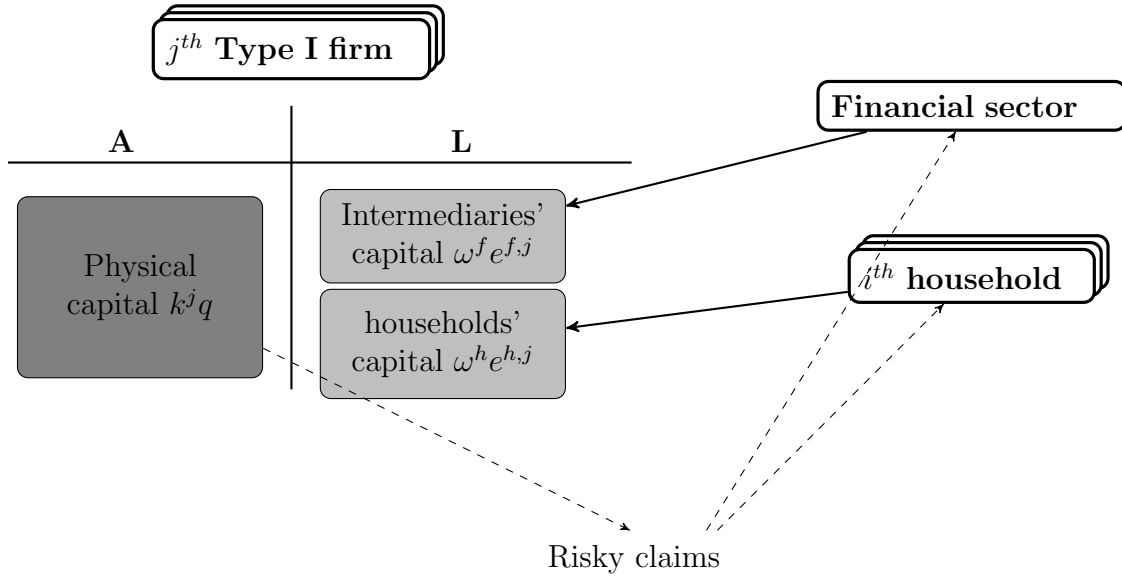 j^{th} Type I firm
A
L
Financial sector
Physical
capital k^j q
Intermediaries'
capital ω^f e^{f,j}
households'
capital ω^h e^{h,j}
i^{th} household
Risky claims